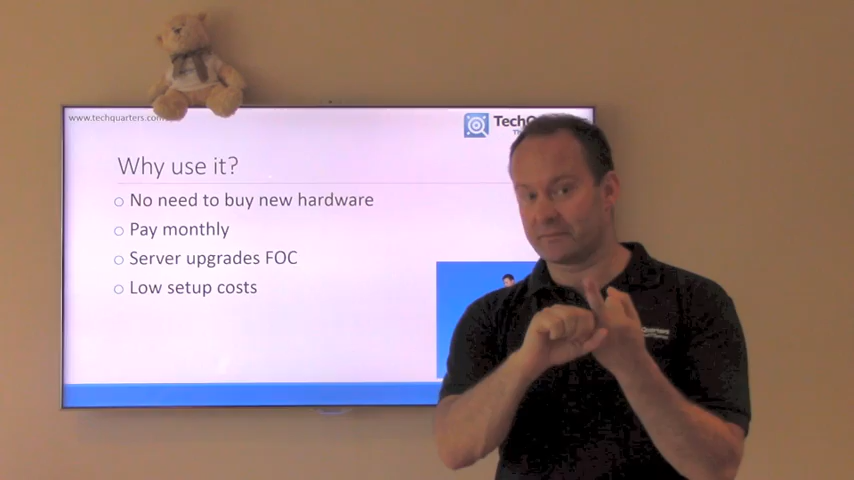 www.techquarters.com
Why use it?
No need to buy new hardware
Pay monthly
Server upgrades FOC
Low setup costs